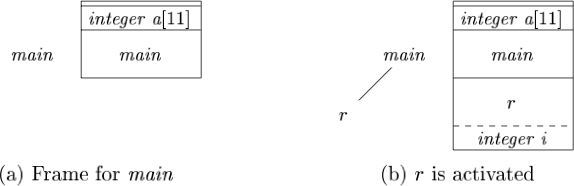 integer a[11]
main
main
(a) Frame for main
integer a[11]
main
main
r
r
integer i
(b) r is activated